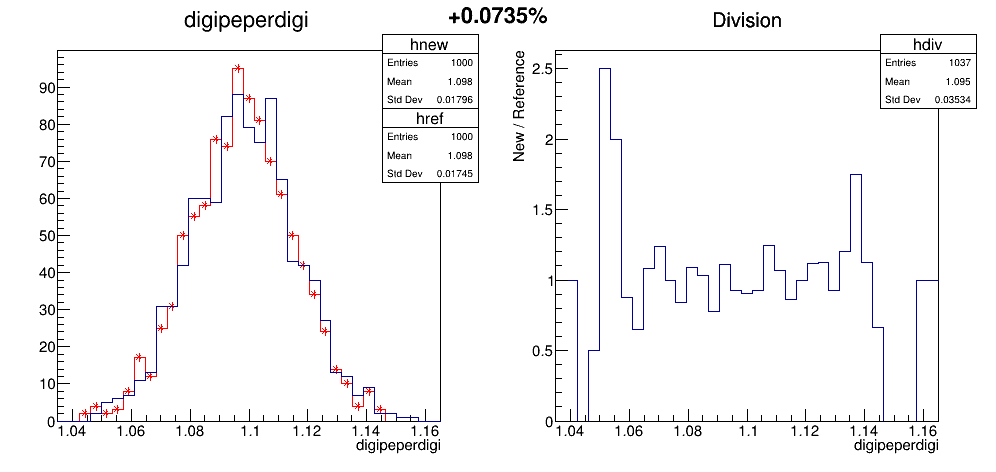 +0.0735%
digipeperdigi
hnew
Entries 1000
Mean 1.098
Std Dev 0.01796
href
Entries 1000
Mean 1.098
Std Dev 0.01745
90
80
70
60
50
40
30
20
10
0
1.04 1.06 1.08 1.1 1.12 1.14 1.16
digipeperdigi
Division
hdiv
Entries 1037
Mean 1.095
Std Dev 0.03534
New / Reference
2.5
2
1.5
1
0.5
0
1.04 1.06 1.08 1.1 1.12 1.14 1.16
digipeperdigi